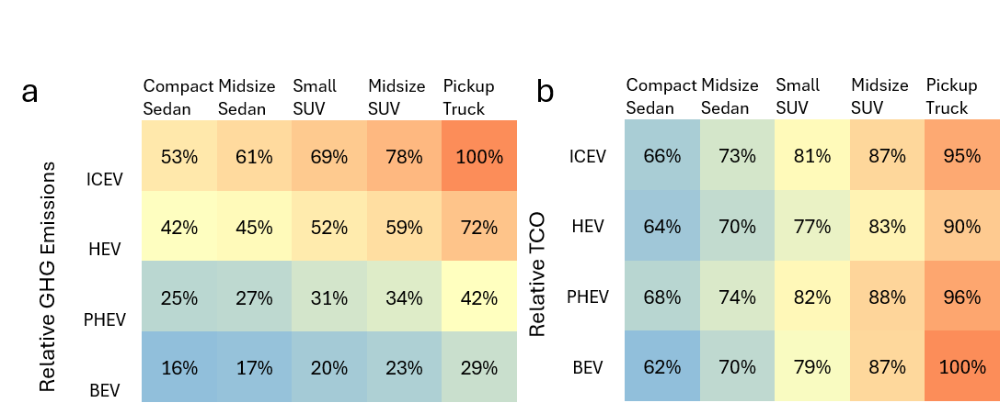 a
Compact Midsize Small Midsize Pickup
Sedan Sedan SUV SUV Truck
Relative GHG Emissions
ICEV 53% 61% 69% 78% 100%
HEV 42% 45% 52% 59% 72%
PHEV 25% 27% 31% 34% 42%
BEV 16% 17% 20% 23% 29%
b
Compact Midsize Small Midsize Pickup
Sedan Sedan SUV SUV Truck
Relative TCO
ICEV 66% 73% 81% 87% 95%
HEV 64% 70% 77% 83% 90%
PHEV 68% 74% 82% 88% 96%
BEV 62% 70% 79% 87% 100%